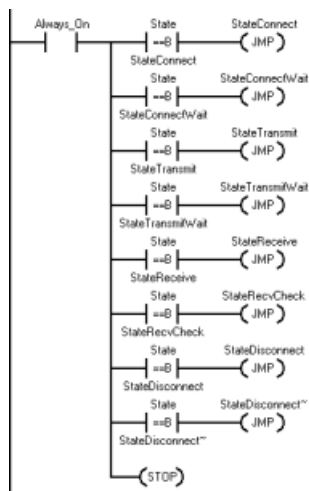 Always_On State StateConnect
==B JMP
StateConnect
State StateConnectWait
==B JMP
StateConnectWait
State StateTransmit
==B JMP
StateTransmit
State StateTransmitWait
==B JMP
StateTransmitWait
State StateReceive
==B JMP
StateReceive
State StateRecvCheck
==B JMP
StateRecvCheck
State StateDisconnect
==B JMP
StateDisconnect
State StateDisconnect~
==B JMP
StateDisconnect~
STOP